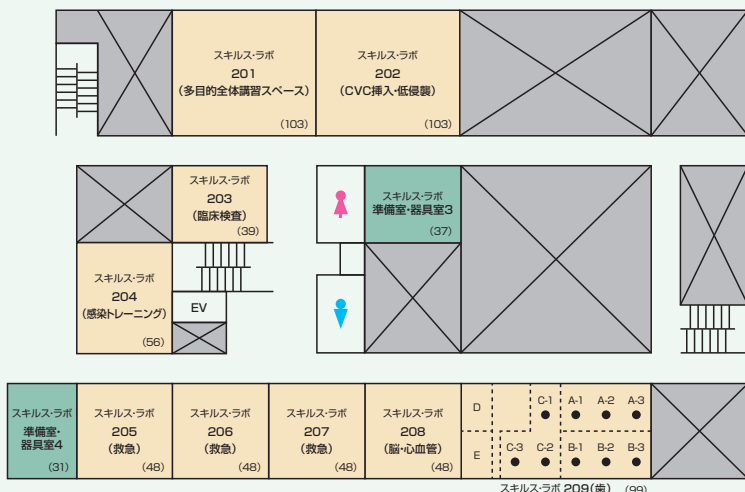 スキルス・ラボ
201
(多目的全体講習スペース)
(103)
スキルス・ラボ
202
(CVC挿入・低侵襲)
(103)
スキルス・ラボ
203
(臨床検査)
(39)
スキルス・ラボ
準備室・器具室3
(37)
スキルス・ラボ
204
(感染トレーニング)
(56)
EV
スキルス・ラボ
準備室・
器具室4
(31)
スキルス・ラボ
205
(救急)
(48)
スキルス・ラボ
206
(救急)
(48)
スキルス・ラボ
207
(救急)
(48)
スキルス・ラボ
208
(脳・心血管)
(48)
D
C-1
A-1
A-2
A-3
E
C-3
C-2
B-1
B-2
B-3
スキルス・ラボ 209(歯) (99)